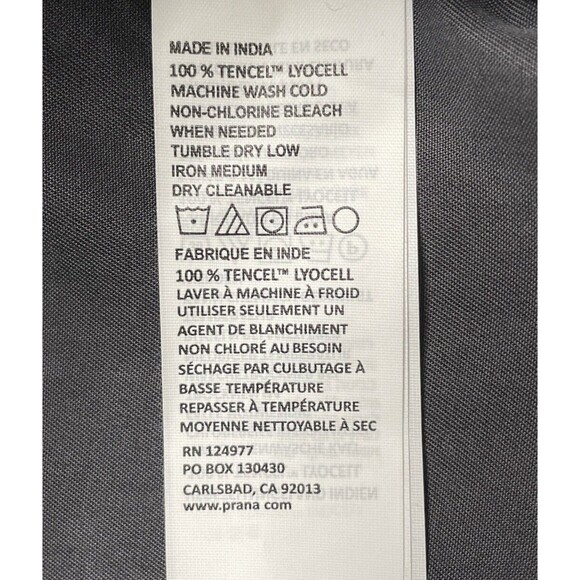 MADE IN INDIA
100 % TENCEL™ LYOCELL
MACHINE WASH COLD
NON-CHLORINE BLEACH
WHEN NEEDED
TUMBLE DRY LOW
IRON MEDIUM
DRY CLEANABLE
FABRIQUE EN INDE
100 % TENCEL™ LYOCELL
LAVER À MACHINE À FROID
UTILISER SEULEMENT UN
AGENT DE BLANCHIMENT
NON CHLORÉ AU BESOIN
SÉCHAGE PAR CULBUTAGE À
BASSE TEMPÉRATURE
REPASSER À TEMPÉRATURE
MOYENNE NETTOYABLE À SEC
RN 124977
PO BOX 130430
CARLSBAD, CA 92013
www.prana.com